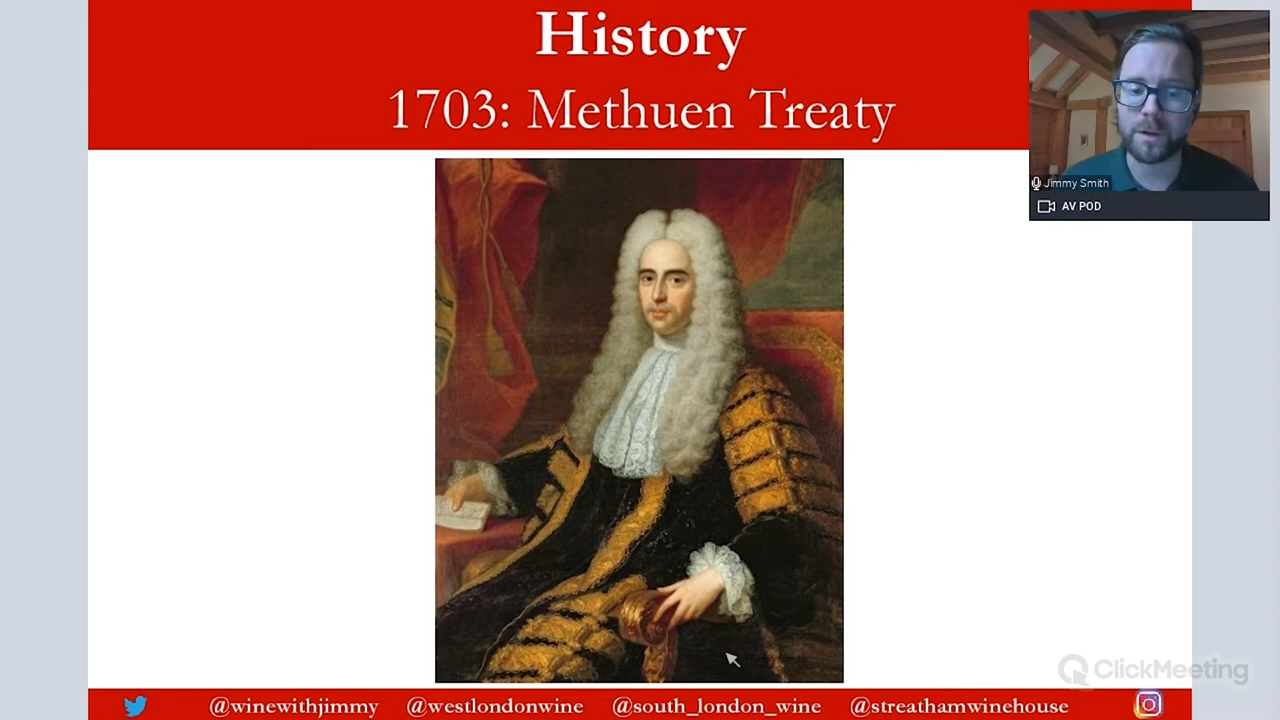 History
1703: Methuen Treaty
Jimmy Smith
AV POD
ClickMeeting
@winewithjimmy @westlondonwine @south_london_wine @streathamwinehouse